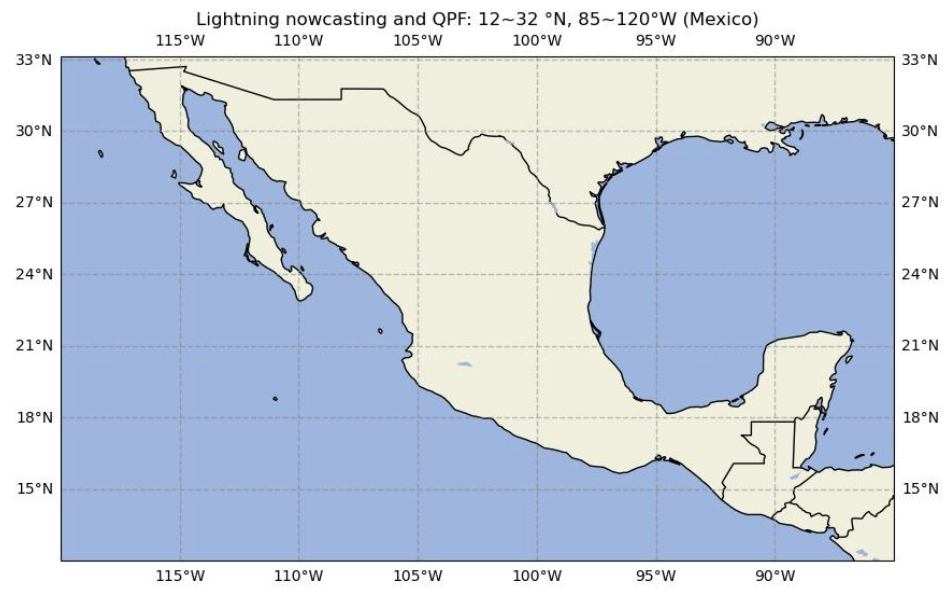 Lightning nowcasting and QPF: 12~32 °N, 85~120°W (Mexico)
115°W 110°W 105°W 100°W 95°W 90°W
33°N 33°N
30°N 30°N
27°N 27°N
24°N 24°N
21°N 21°N
18°N 18°N
15°N 15°N
115°W 110°W 105°W 100°W 95°W 90°W